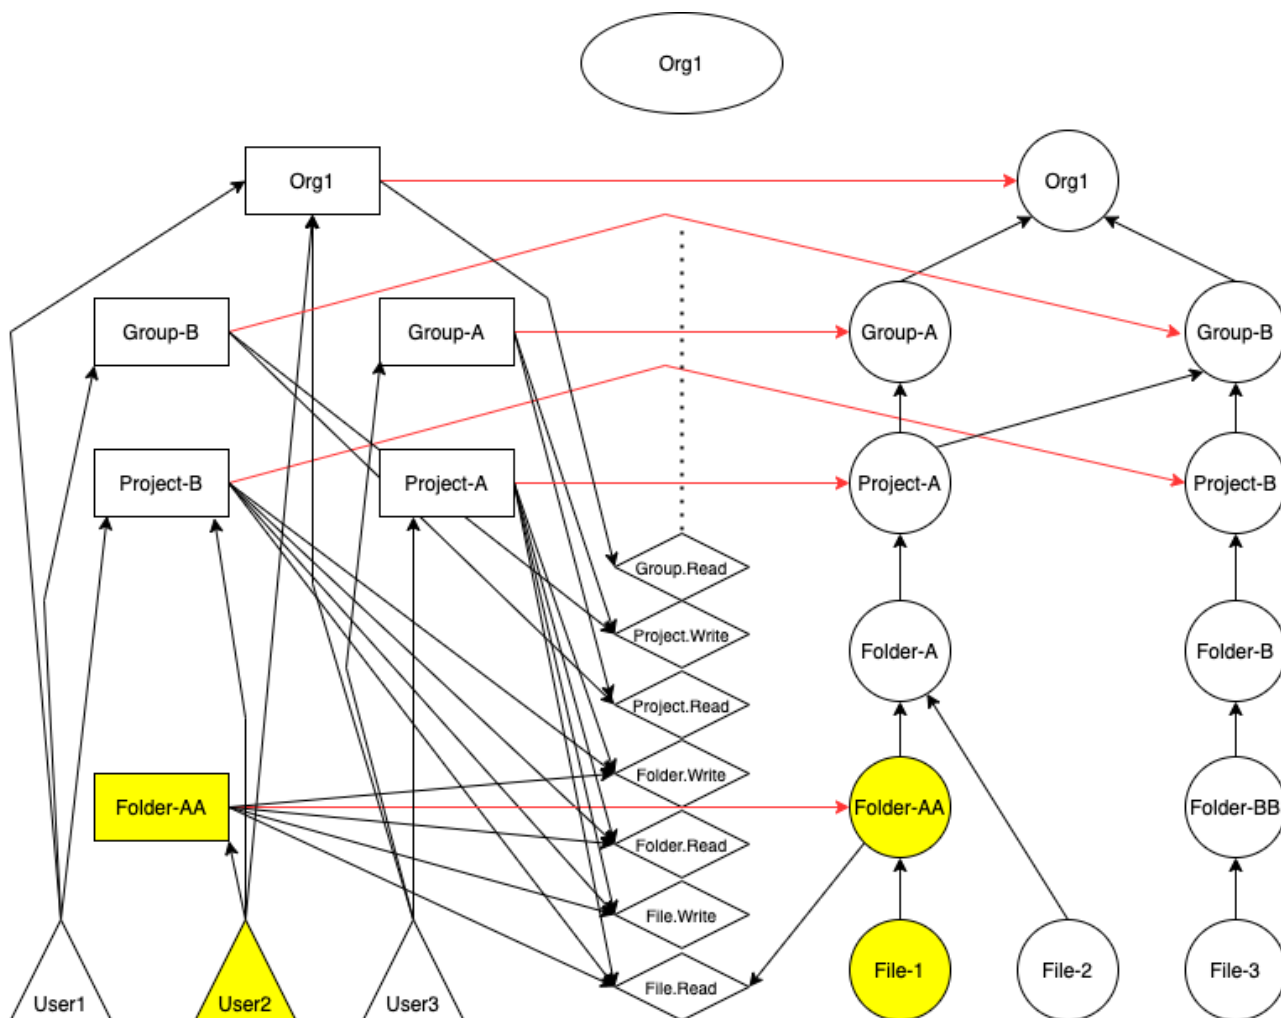 Org1
Org1
Org1
Group-B
Group-A
Group-A
Group-B
Project-B
Project-A
Project-A
Project-B
Group.Read
Project.Write
Folder-A
Folder-B
Project.Read
Folder.Write
Folder-AA
Folder-AA
Folder-BB
Folder.Read
File.Write
File-1
File-2
File-3
File.Read
User1
User2
User3